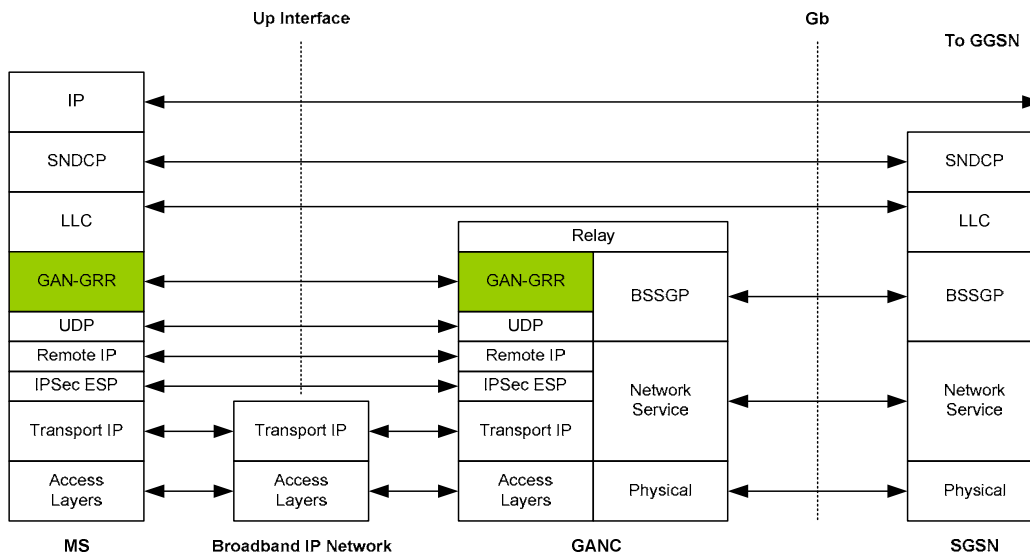 Up Interface
Gb
To GGSN
IP
SNDCP
SNDCP
LLC
LLC
Relay
GAN-GRR
GAN-GRR
BSSGP
BSSGP
UDP
UDP
Remote IP
Remote IP
IPSec ESP
IPSec ESP
Network
Service
Network
Service
Transport IP
Transport IP
Transport IP
Access
Layers
Access
Layers
Access
Layers
Physical
Physical
MS
Broadband IP Network
GANC
SGSN